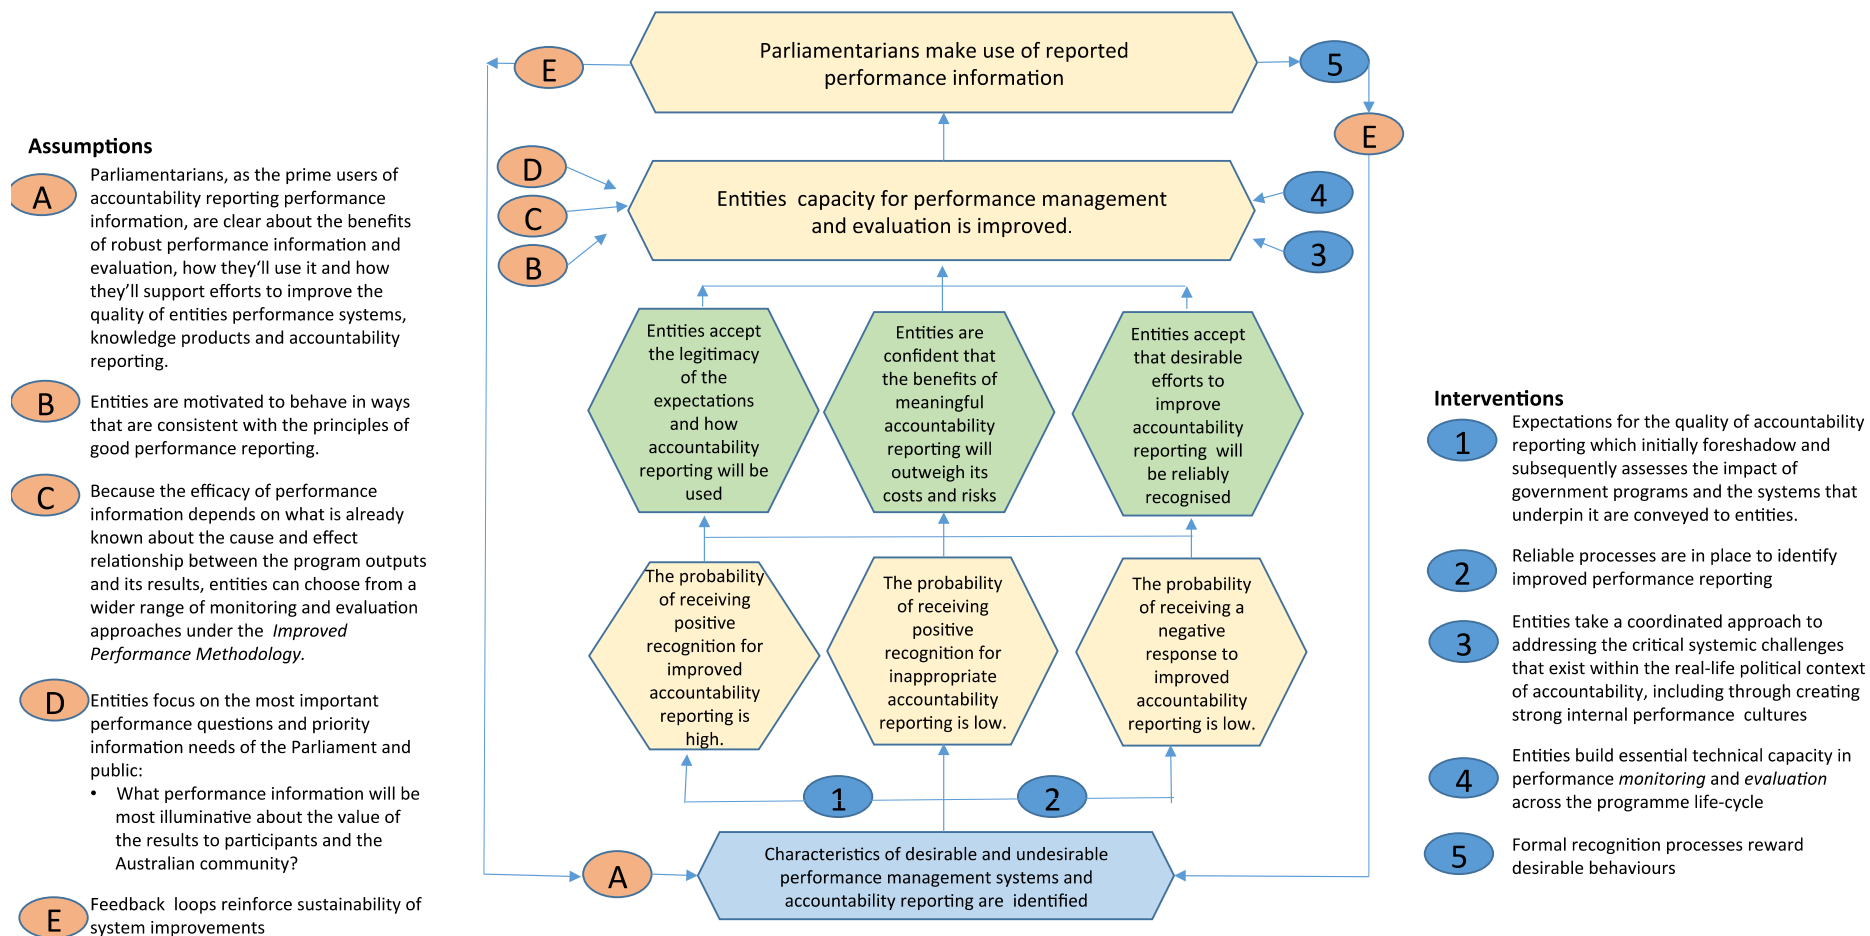 Parliamentarians make use of reported
performance information
E
5
E
D
C
B
Entities capacity for performance management
and evaluation is improved.
4
3
Entities accept
the legitimacy
of the
expectations
and how
accountability
reporting will be
used
Entities are
confident that
the benefits of
meaningful
accountability
reporting will
outweigh its
costs and risks
Entities accept
that desirable
efforts to
improve
accountability
reporting will
be reliably
recognised
The probability
of receiving
positive
recognition for
improved
accountability
reporting is
high.
The probability
of receiving
positive
recognition for
inappropriate
accountability
reporting is low.
The probability
of receiving a
negative
response to
improved
accountability
reporting is low.
1
2
A
Characteristics of desirable and undesirable
performance management systems and
accountability reporting are identified
Assumptions
A
Parliamentarians, as the prime users of
accountability reporting performance
information, are clear about the benefits
of robust performance information and
evaluation, how they‘ll use it and how
they’ll support efforts to improve the
quality of entities performance systems,
knowledge products and accountability
reporting.
B
Entities are motivated to behave in ways
that are consistent with the principles of
good performance reporting.
C
Because the efficacy of performance
information depends on what is already
known about the cause and effect
relationship between the program outputs
and its results, entities can choose from a
wider range of monitoring and evaluation
approaches under the Improved
Performance Methodology.
D
Entities focus on the most important
performance questions and priority
information needs of the Parliament and
public:
• What performance information will be
most illuminative about the value of
the results to participants and the
Australian community?
E
Feedback loops reinforce sustainability of
system improvements
Interventions
1
Expectations for the quality of accountability
reporting which initially foreshadow and
subsequently assesses the impact of
government programs and the systems that
underpin it are conveyed to entities.
2
Reliable processes are in place to identify
improved performance reporting
3
Entities take a coordinated approach to
addressing the critical systemic challenges
that exist within the real-life political context
of accountability, including through creating
strong internal performance cultures
4
Entities build essential technical capacity in
performance monitoring and evaluation
across the programme life-cycle
5
Formal recognition processes reward
desirable behaviours